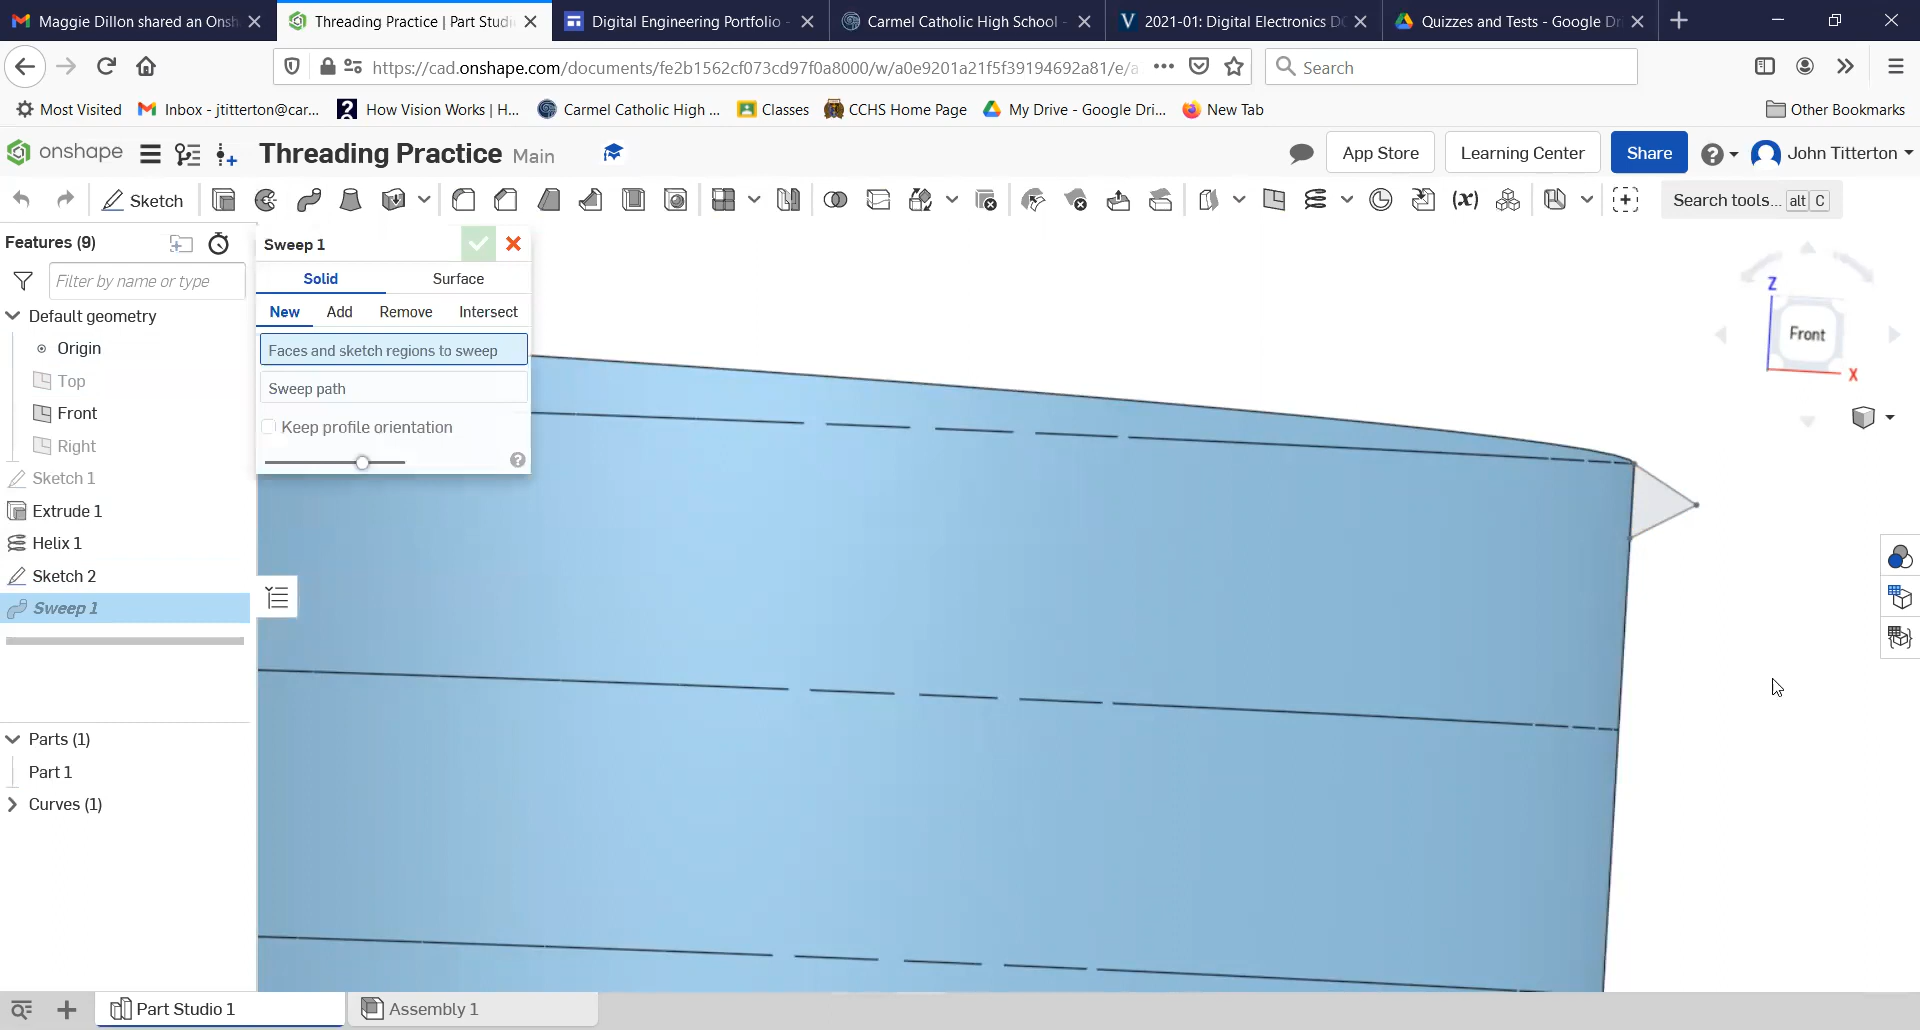 Maggie Dillon shared an Onsh
Threading Practice | Part Studi
Digital Engineering Portfolio -
Carmel Catholic High School -
2021-01: Digital Electronics D
Quizzes and Tests - Google Dri
https://cad.onshape.com/documents/fe2b1562cf073cd97f0a8000/w/a0e9201a21f5f39194692a81/e/a
Search
Most Visited
Inbox - jtitterton@car...
How Vision Works | H...
Carmel Catholic High ...
Classes
CCHS Home Page
My Drive - Google Dri...
New Tab
Other Bookmarks
onshape
Threading Practice Main
App Store
Learning Center
Share
John Titterton
Sketch
(x)
Search tools... alt C
Features (9)
Filter by name or type
Default geometry
Origin
Top
Front
Right
Sketch 1
Extrude 1
Helix 1
Sketch 2
Sweep 1
Parts (1)
Part 1
Curves (1)
Sweep 1
Solid
Surface
New
Add
Remove
Intersect
Faces and sketch regions to sweep
Sweep path
Keep profile orientation
Z
Front
X
Part Studio 1
Assembly 1